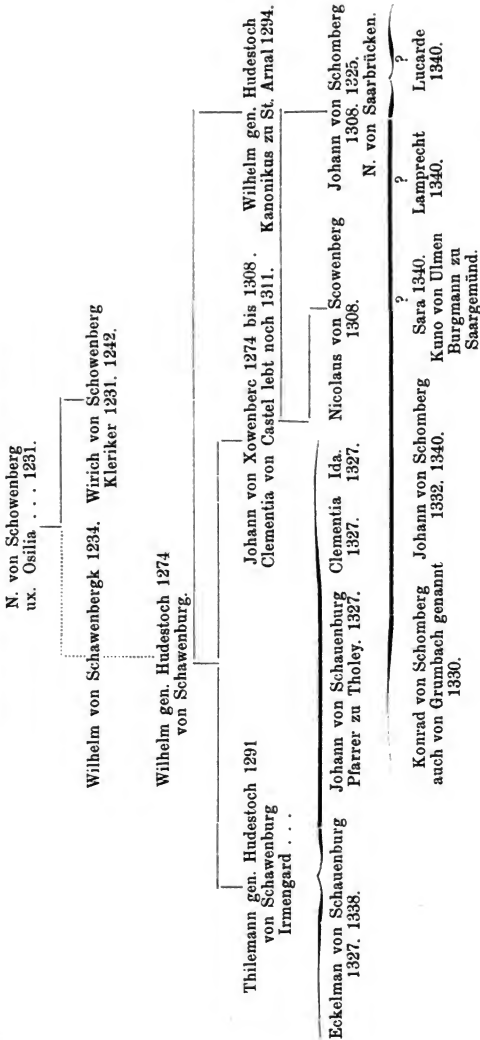 N. von Schowenberg
ux. Osilia . . . 1231.
Wilhelm von Schawenbergk 1234.
Wirich von Schowenberg
Kleriker 1231. 1242.
Wilhelm gen. Hudestoch 1274
von Schawenburg.
Thilemann gen. Hudestoch 1291
von Schawenburg
Irmengard . . .
Johann von Xowenberc 1274 bis 1308 .
Clementia von Castel lebt noch 1311.
Wilhelm gen. Hudestoch
Kanonikus zu St. Arnal 1294.
Eckelman von Schauenburg
1327. 1338.
Johann von Schauenburg
Pfarrer zu Tholey. 1327.
Clementia
1327.
Ida.
1327.
Nicolaus von Scowenberg
1308.
Johann von Schomberg
1308. 1325.
N. von Saarbrücken.
Konrad von Schomberg
auch von Grumbach genannt
1330.
Johann von Schomberg
1332. 1340.
?
Sara 1340.
Kuno von Ulmen
Burgmann zu
Saargemünd.
?
Lamprecht
1340.
?
Lucarde
1340.